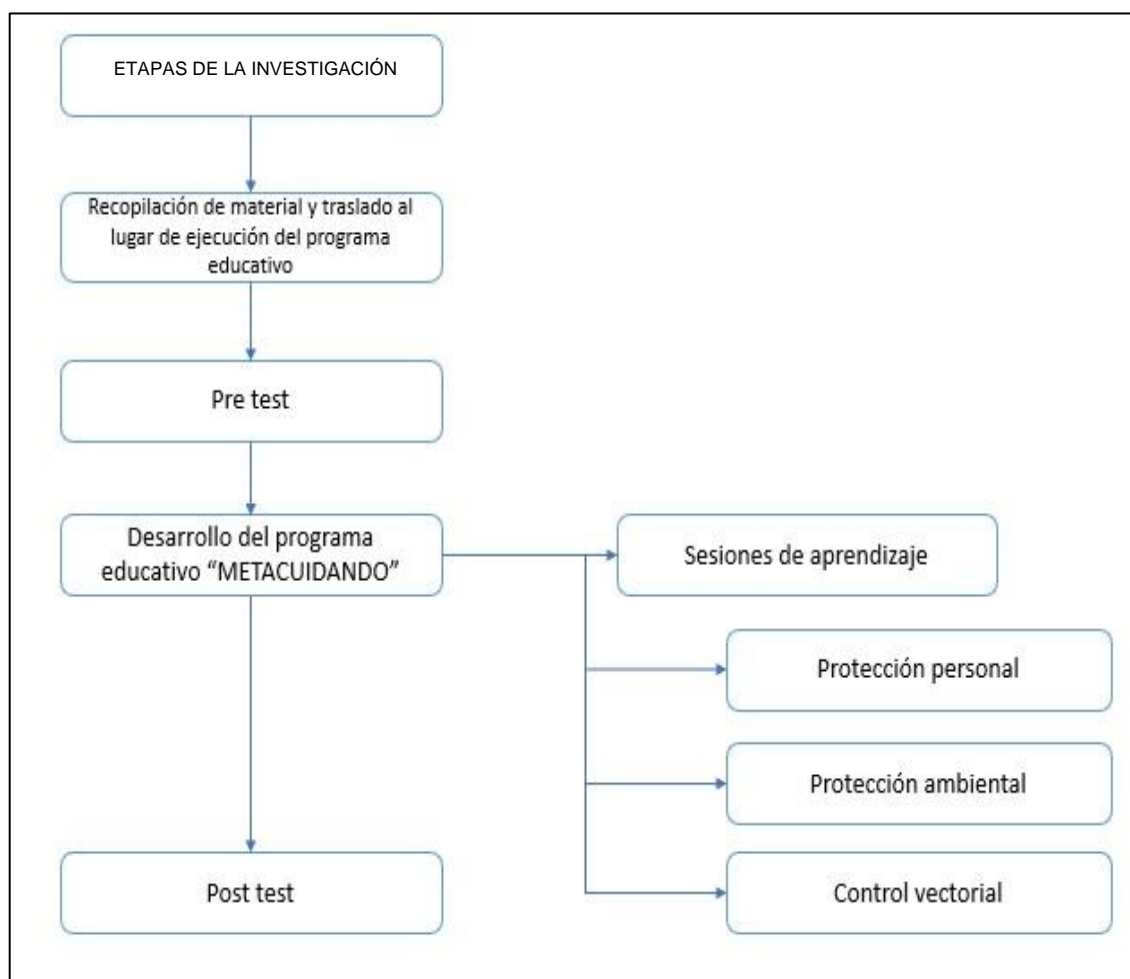 ETAPAS DE LA INVESTIGACIÓN
Recopilación de material y traslado al
lugar de ejecución del programa
educativo
Pre test
Desarrollo del programa
educativo “METACUIDANDO”
Sesiones de aprendizaje
Protección personal
Protección ambiental
Control vectorial
Post test